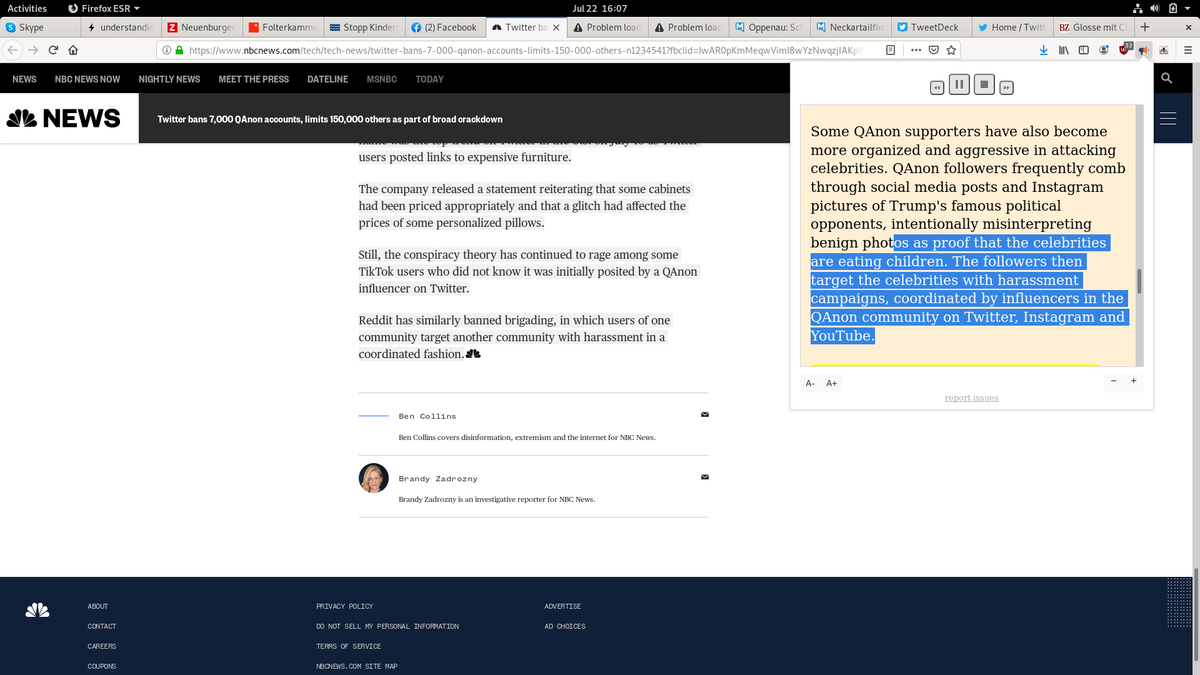 Activities
Firefox ESR
Jul 22 16:07
Skype
understandin
Neuenburger
Folterkamme
Stopp Kinder
(2) Facebook
Twitter ba
Problem load
Problem load
Oppenau: Sc
Neckartailfin
TweetDeck
Home / Twitt
BZ Glosse mit C
https://www.nbcnews.com/tech/tech-news/twitter-bans-7-000-qanon-accounts-limits-150-000-others-n1234541?fbclid=IwAR0pKmMeqwVimI8wYzNwqzjIAKp
33
NEWS
NBC NEWS NOW
NIGHTLY NEWS
MEET THE PRESS
DATELINE
MSNBC
TODAY
NEWS
Twitter bans 7,000 QAnon accounts, limits 150,000 others as part of broad crackdown
users posted links to expensive furniture.
The company released a statement reiterating that some cabinets
had been priced appropriately and that a glitch had affected the
prices of some personalized pillows.
Still, the conspiracy theory has continued to rage among some
TikTok users who did not know it was initially posited by a QAnon
influencer on Twitter.
Reddit has similarly banned brigading, in which users of one
community target another community with harassment in a
coordinated fashion.
Ben Collins
Ben Collins covers disinformation, extremism and the internet for NBC News.
Brandy Zadrozny
Brandy Zadrozny is an investigative reporter for NBC News.
Some QAnon supporters have also become
more organized and aggressive in attacking
celebrities. QAnon followers frequently comb
through social media posts and Instagram
pictures of Trump's famous political
opponents, intentionally misinterpreting
benign photos as proof that the celebrities
are eating children. The followers then
target the celebrities with harassment
campaigns, coordinated by influencers in the
QAnon community on Twitter, Instagram and
YouTube.
A- A+
- +
report issues
ABOUT
PRIVACY POLICY
ADVERTISE
CONTACT
DO NOT SELL MY PERSONAL INFORMATION
AD CHOICES
CAREERS
TERMS OF SERVICE
COUPONS
NBCNEWS.COM SITE MAP